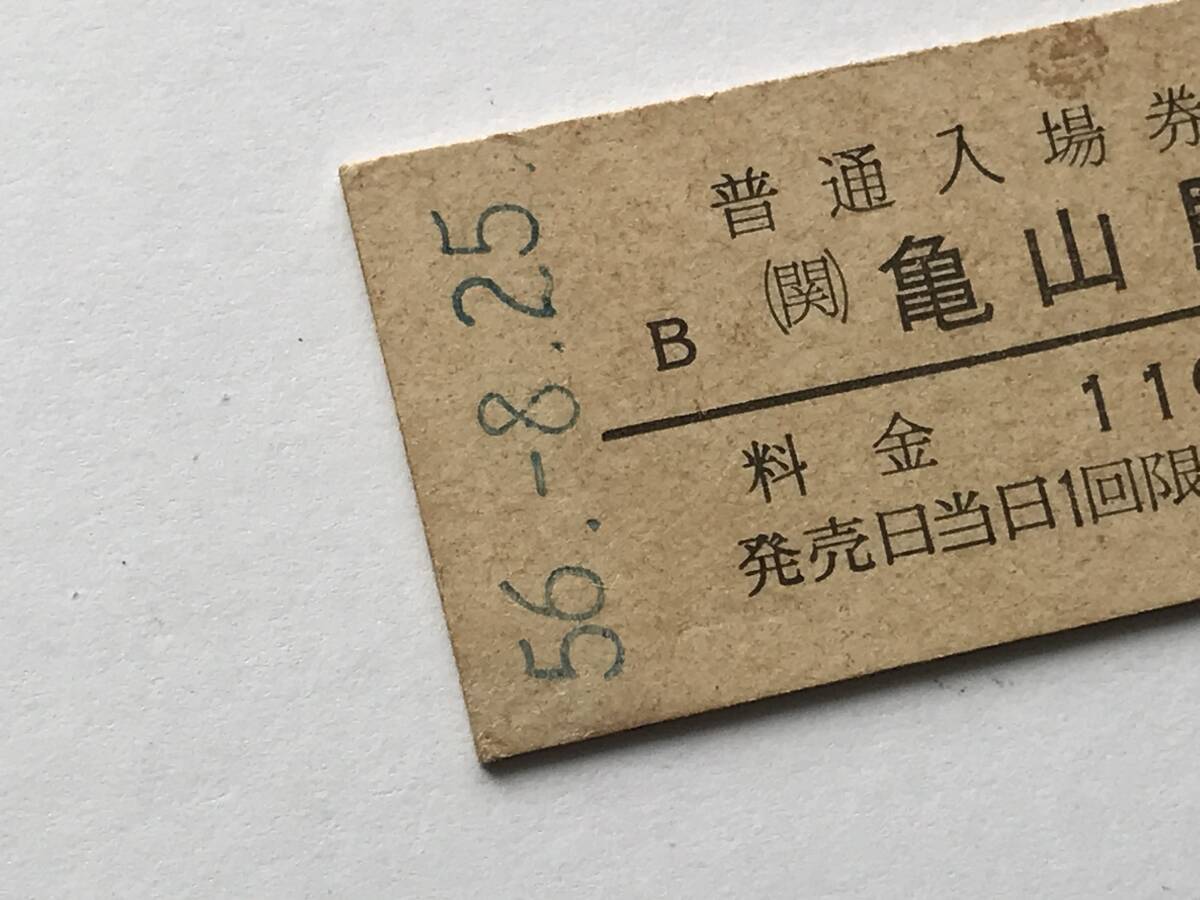 56.-8.25.
普通入場券
B (関) 亀山
料金 11
発売日当日1回限